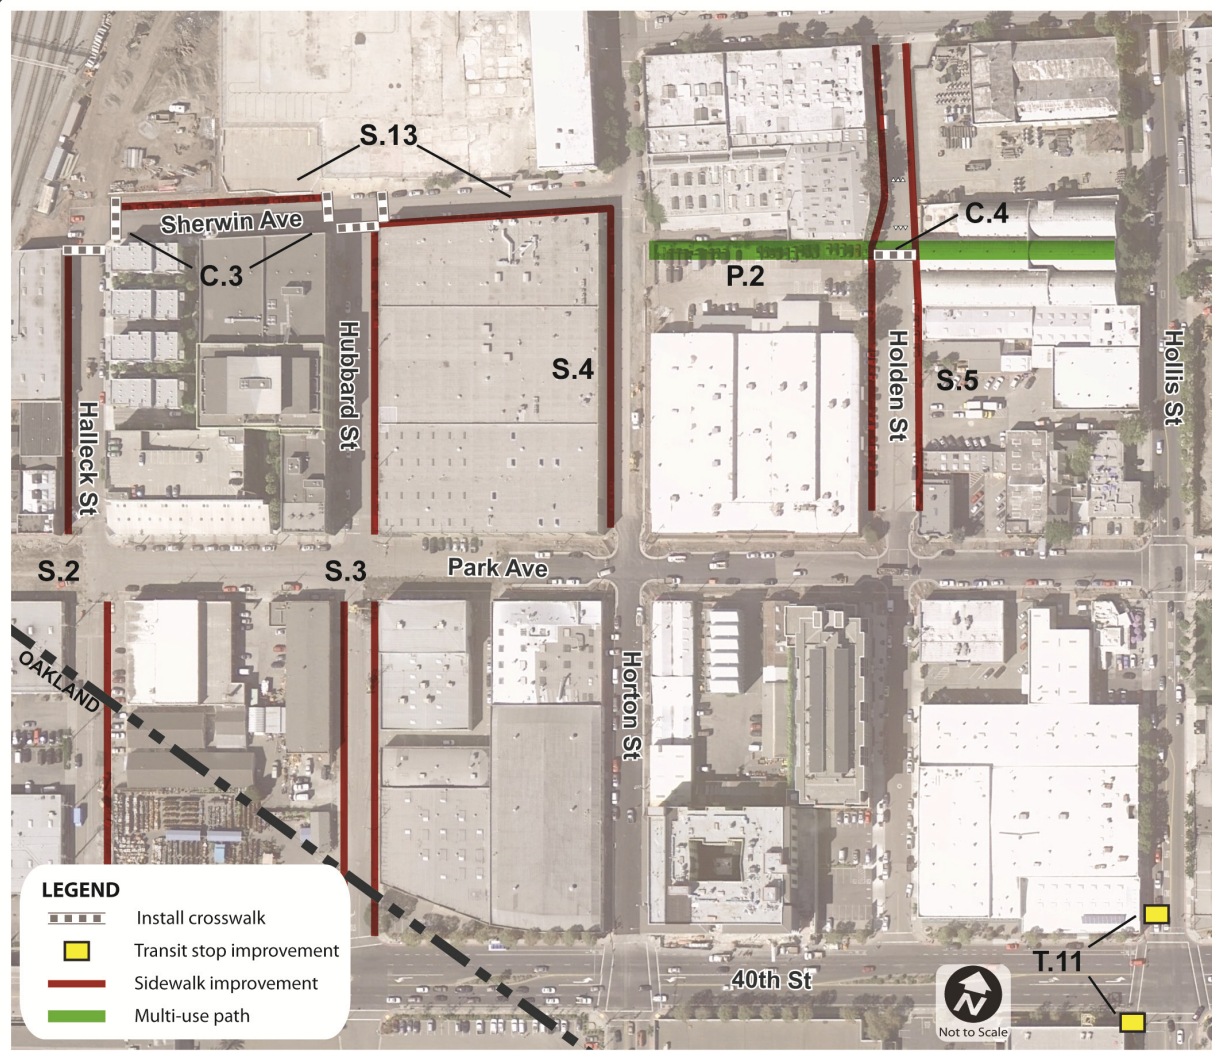 S.13
C.4
Sherwin Ave
C.3
P.2
Hubbard St
S.4
Holden St
S.5
Hollis St
Halleck St
S.2
S.3
Park Ave
OAKLAND
Horton St
LEGEND
Install crosswalk
Transit stop improvement
Sidewalk improvement
Multi-use path
40th St
T.11
N
Not to Scale